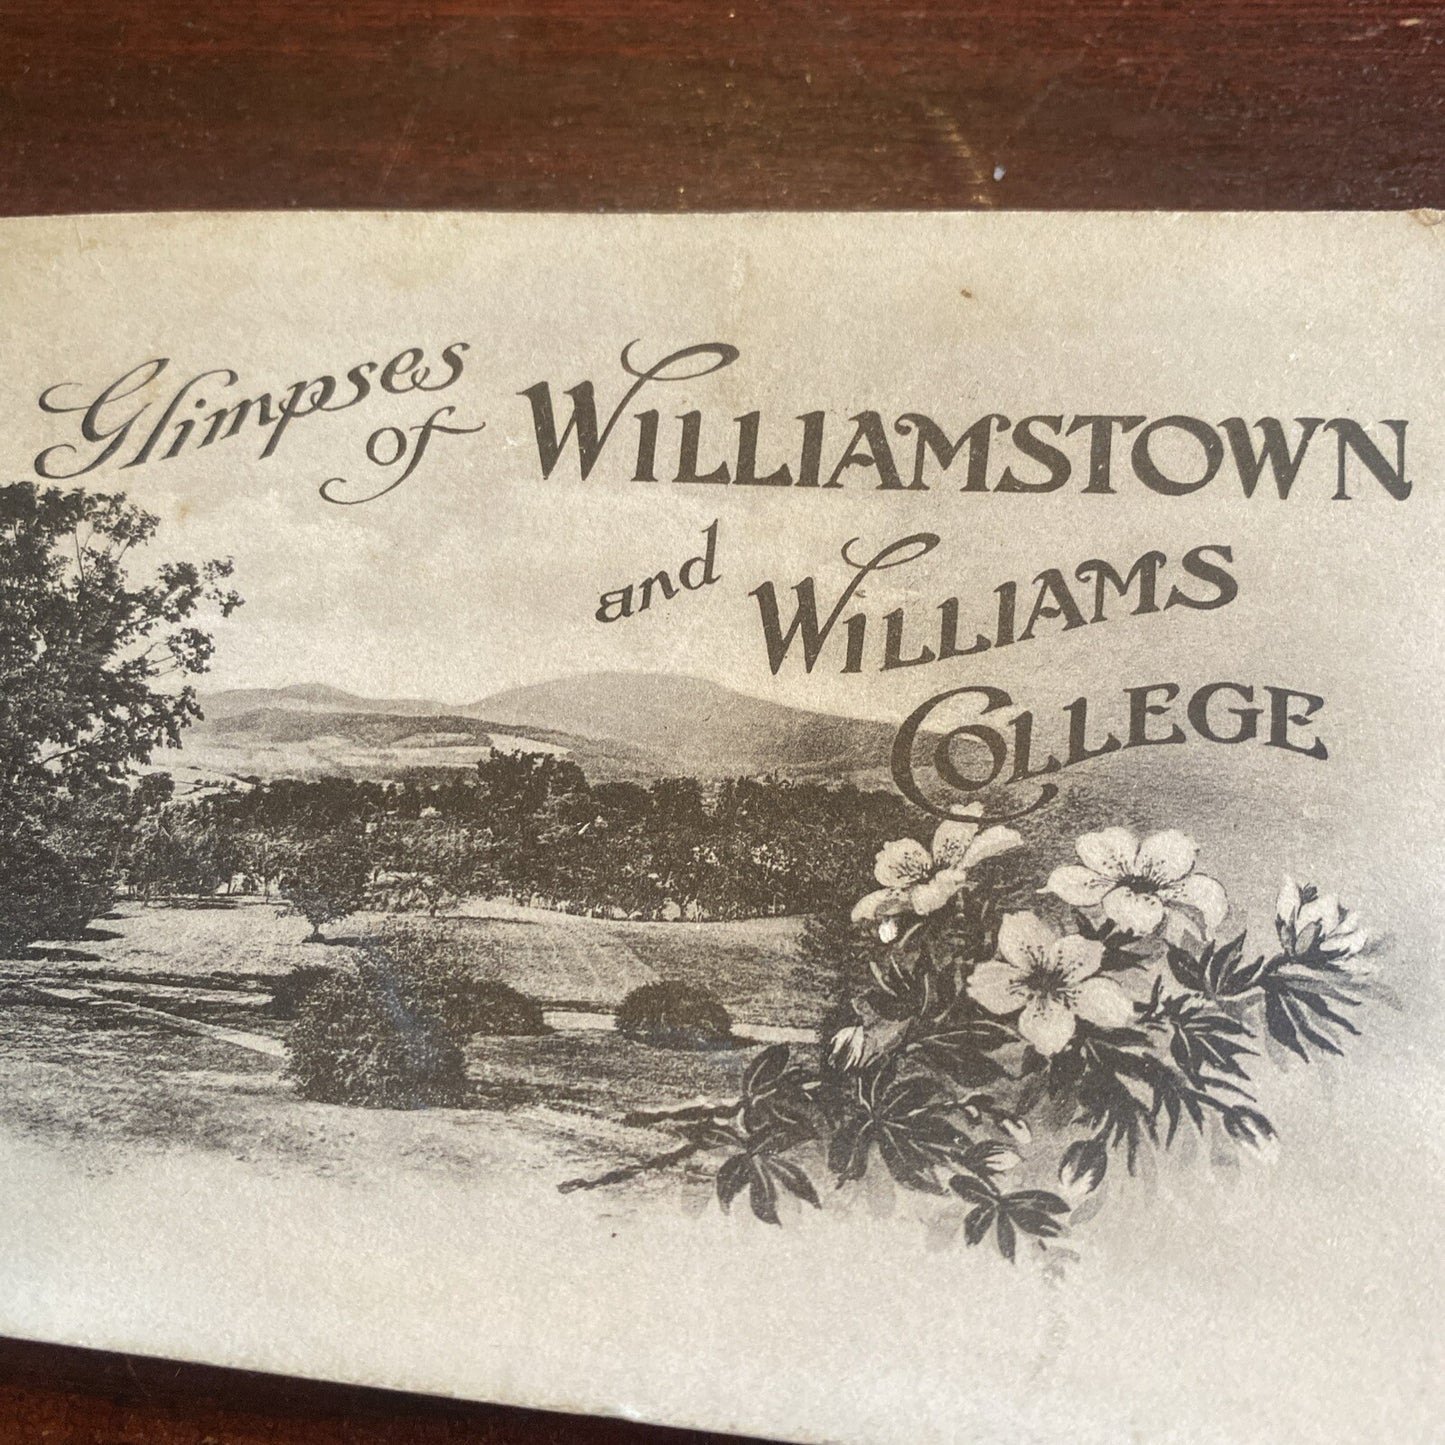 Glimpses
of WILLIAMSTOWN
and WILLIAMS
COLLEGE